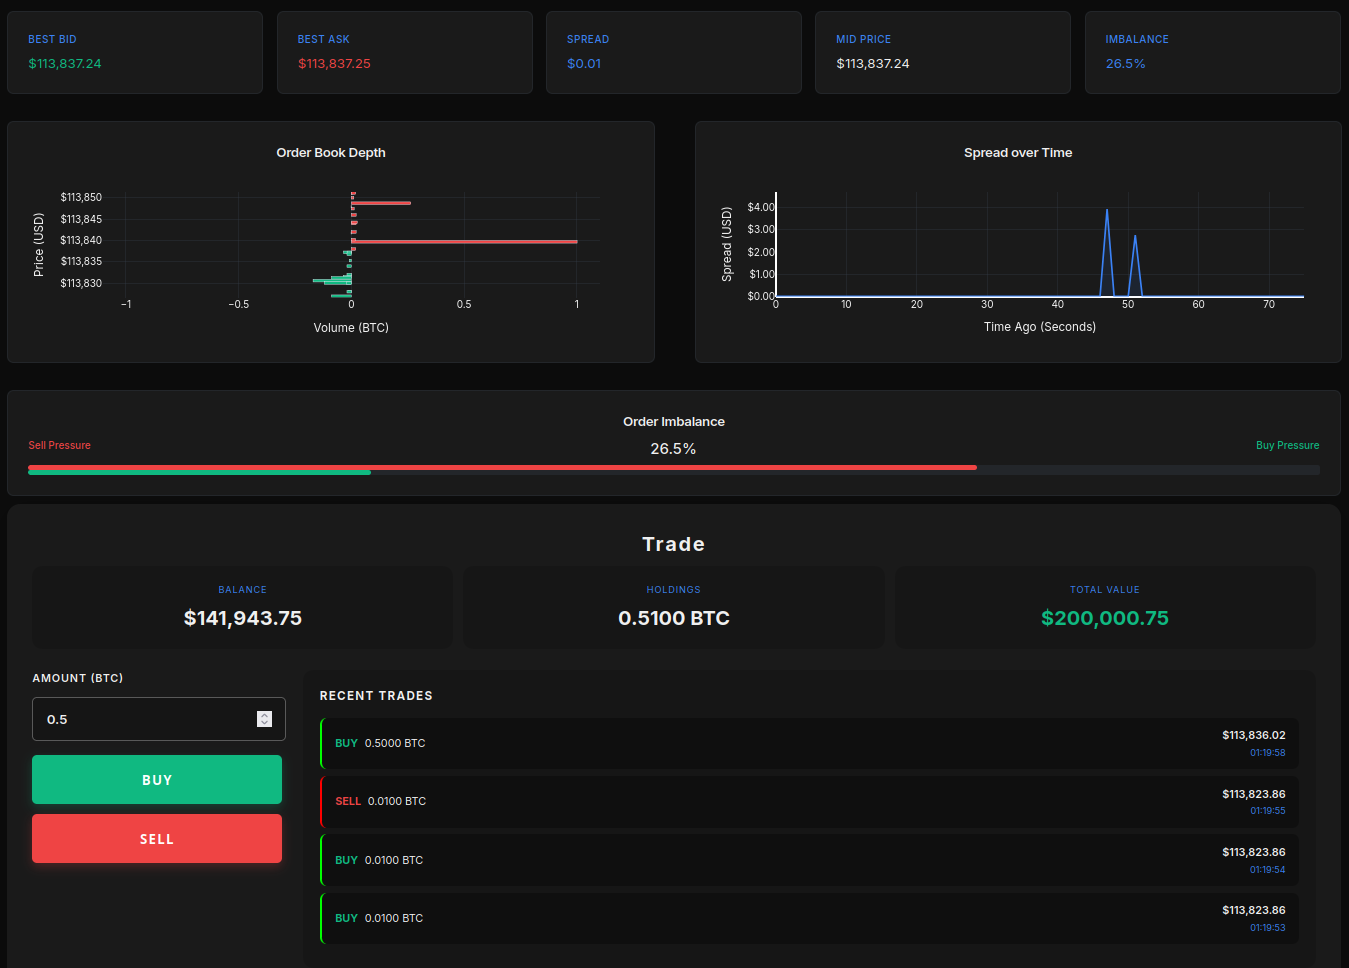 BEST BID
$113,837.24
BEST ASK
$113,837.25
SPREAD
$0.01
MID PRICE
$113,837.24
IMBALANCE
26.5%
Order Book Depth
Price (USD)
$113,850
$113,845
$113,840
$113,835
$113,830
−1
−0.5
0
0.5
1
Volume (BTC)
Spread over Time
Spread (USD)
$4.00
$3.00
$2.00
$1.00
$0.00
0
10
20
30
40
50
60
70
Time Ago (Seconds)
Order Imbalance
Sell Pressure
26.5%
Buy Pressure
Trade
BALANCE
$141,943.75
HOLDINGS
0.5100 BTC
TOTAL VALUE
$200,000.75
AMOUNT (BTC)
0.5
BUY
SELL
RECENT TRADES
BUY 0.5000 BTC
$113,836.02
01:19:58
SELL 0.0100 BTC
$113,823.86
01:19:55
BUY 0.0100 BTC
$113,823.86
01:19:54
BUY 0.0100 BTC
$113,823.86
01:19:53